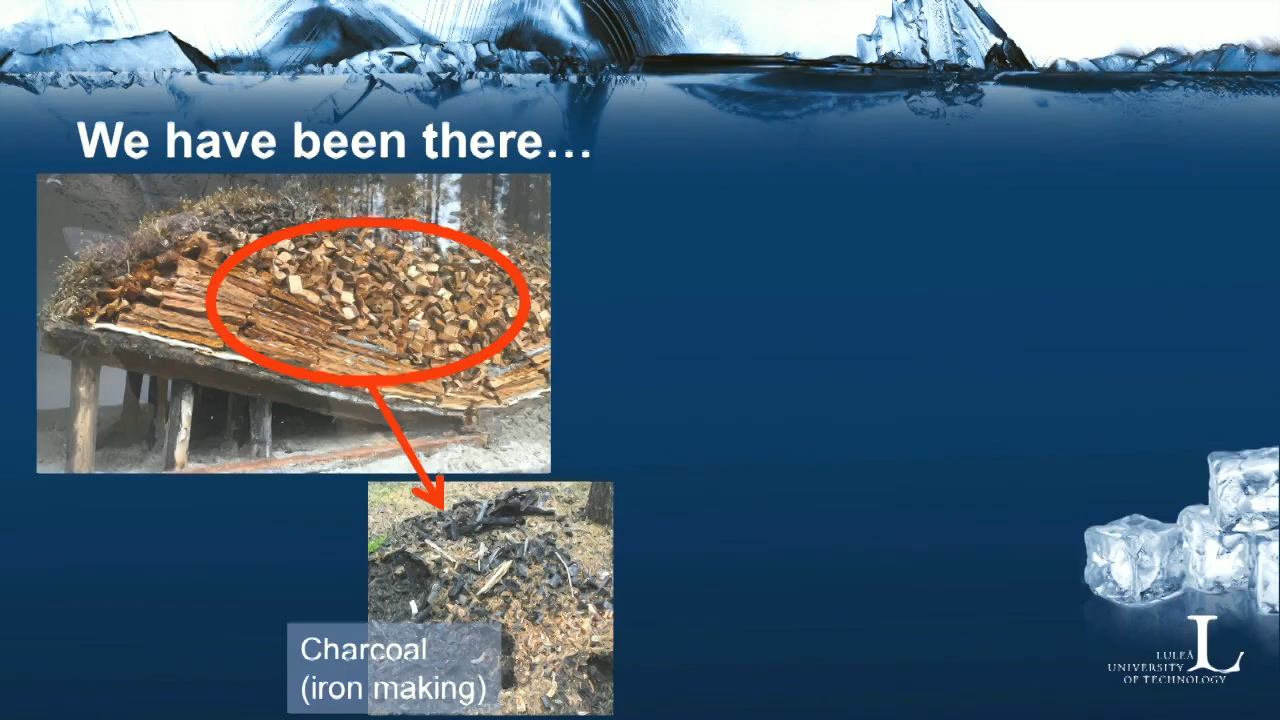 We have been there…
Charcoal
(iron making)
LULEÅ
UNIVERSITY
OF TECHNOLOGY